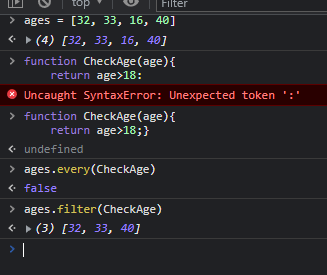 top ▾
Filter
> ages = [32, 33, 16, 40]
<· ▸ (4) [32, 33, 16, 40]
> function CheckAge(age){
return age>18:
Uncaught SyntaxError: Unexpected token ':'
> function CheckAge(age){
return age>18;}
<· undefined
> ages.every(CheckAge)
<· false
> ages.filter(CheckAge)
<· ▸ (3) [32, 33, 40]
>